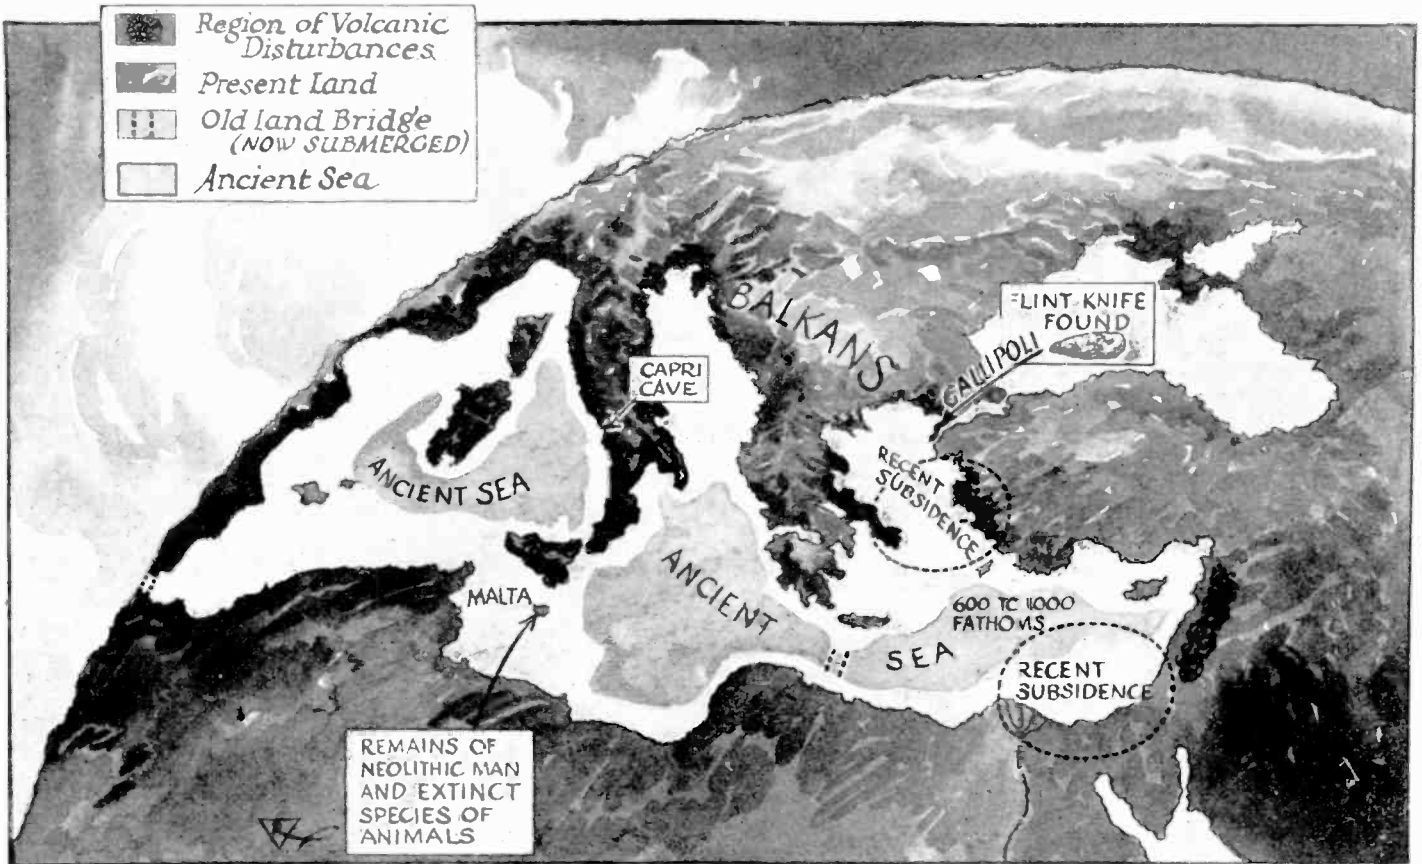 Region of Volcanic
Disturbances
Present Land
Old land Bridge
(NOW SUBMERGED)
Ancient Sea
BALKANS
FLINT KNIFE
FOUND
GALLIPOLI
CAPRI
CAVE
ANCIENT SEA
RECENT
SUBSIDENCE
MALTA
ANCIENT
SEA
600 TO 1000
FATHOMS
RECENT
SUBSIDENCE
REMAINS OF
NEOLITHIC MAN
AND EXTINCT
SPECIES OF
ANIMALS